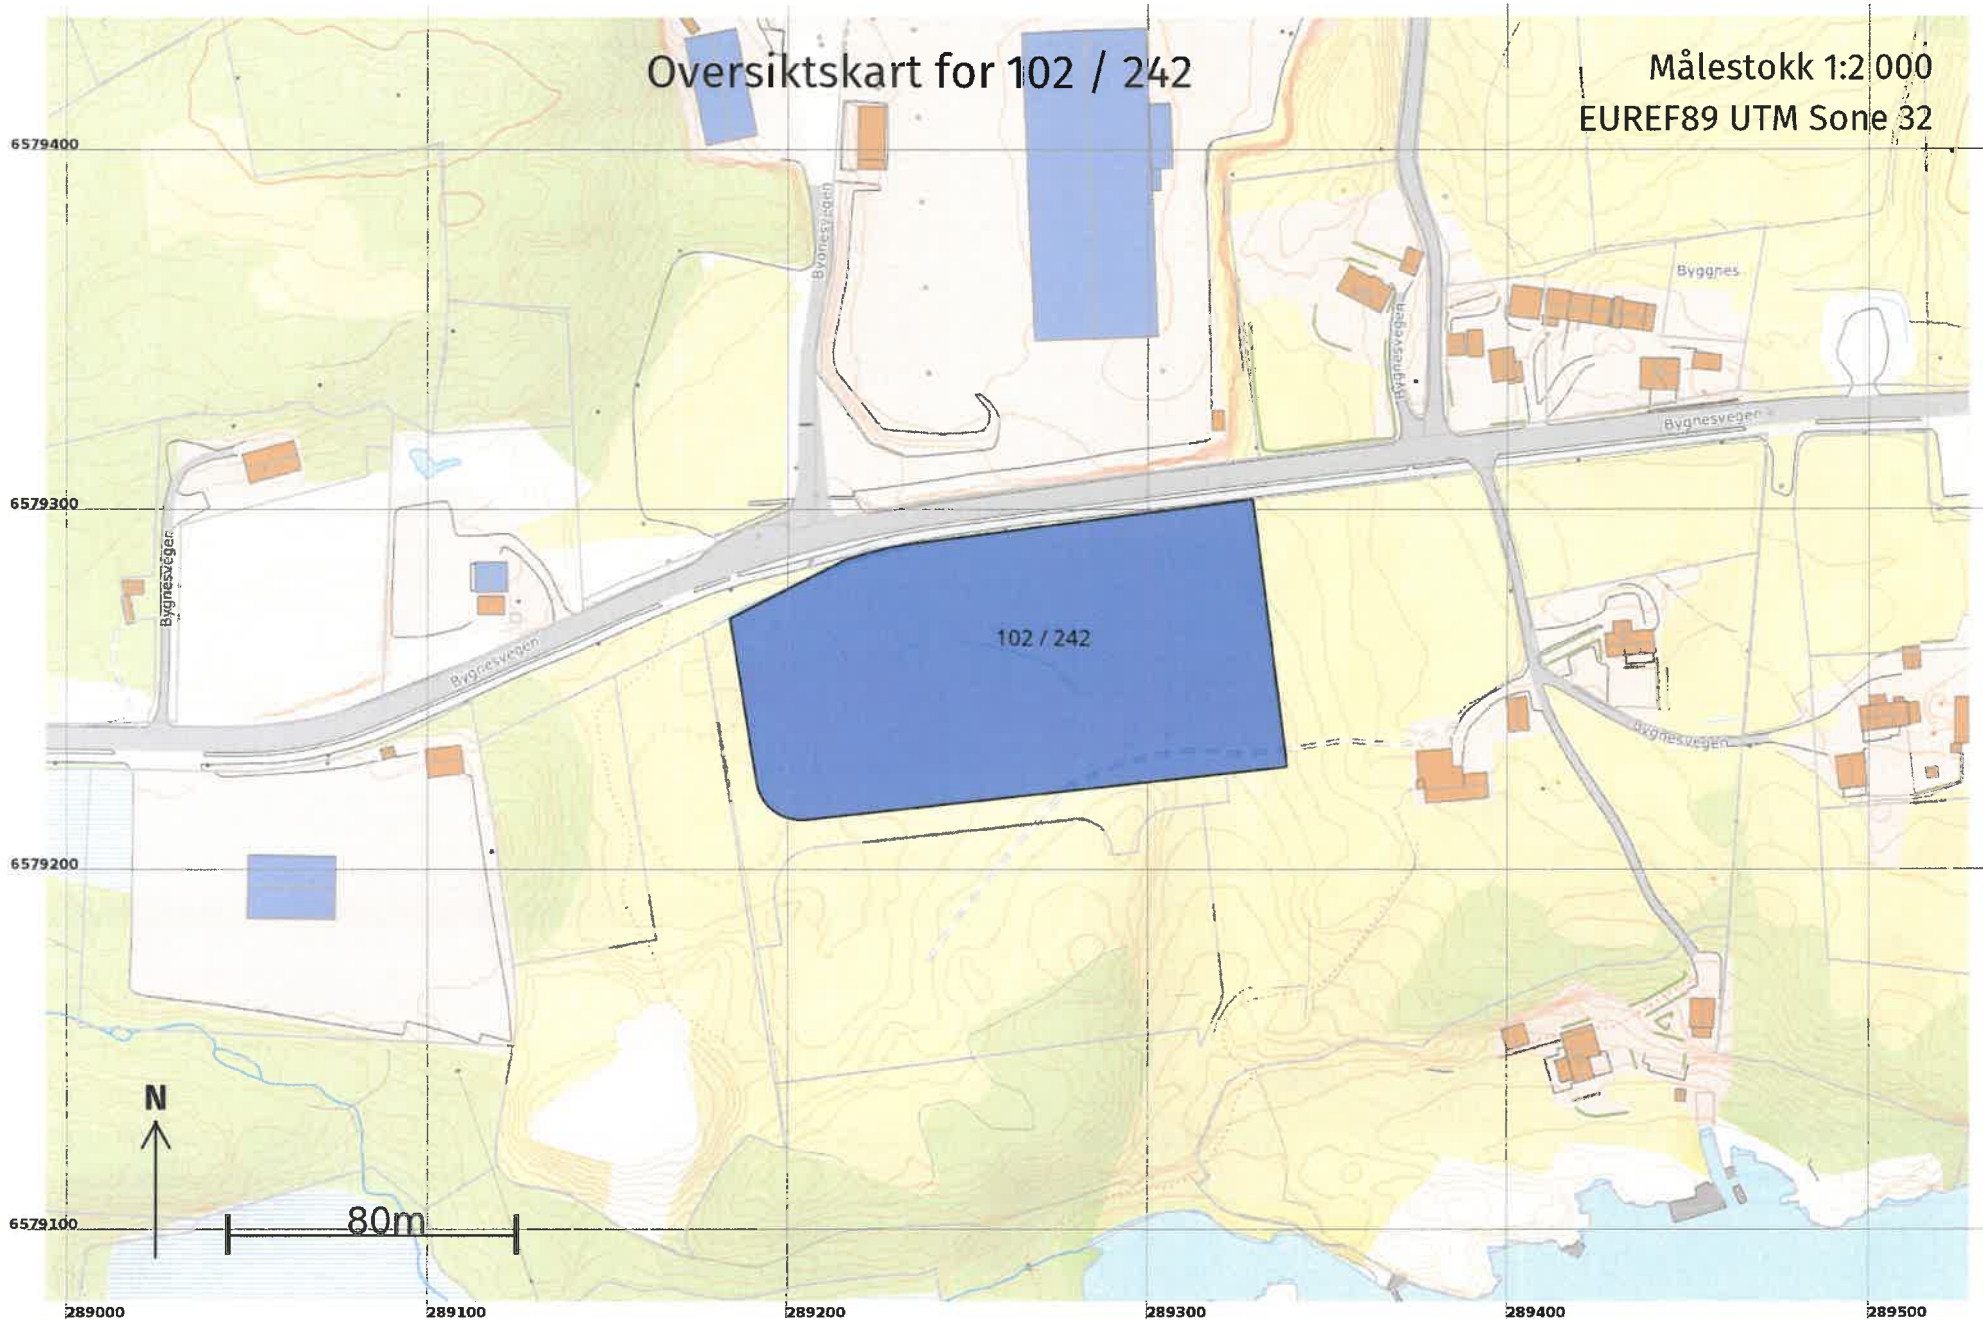 Oversiktskart for 102 / 242
Målestokk 1:2 000
EUREF89 UTM Sone 32
6579400
Bygnesvegen
Byggnes
Bygnesvegen
Bygnesvegen
6579300
Bygnesvegen
102 / 242
Bygnesvegen
Bygnesvegen
6579200
N
80m
6579100
289000
289100
289200
289300
289400
289500